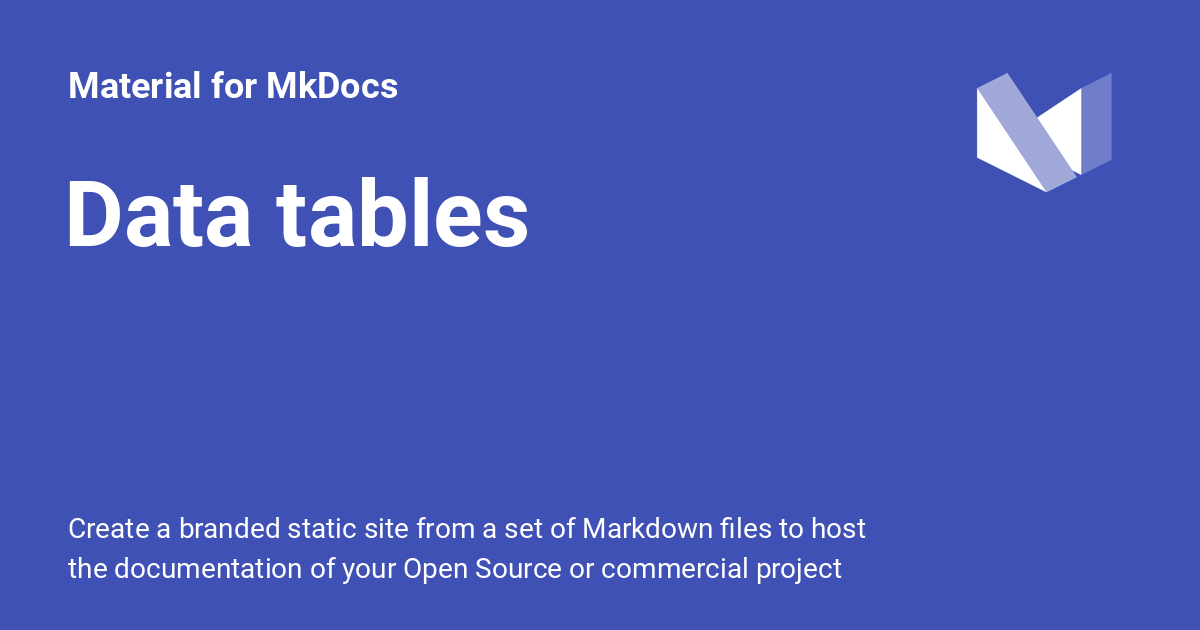 Material for MkDocs
Data tables
Create a branded static site from a set of Markdown files to host
the documentation of your Open Source or commercial project